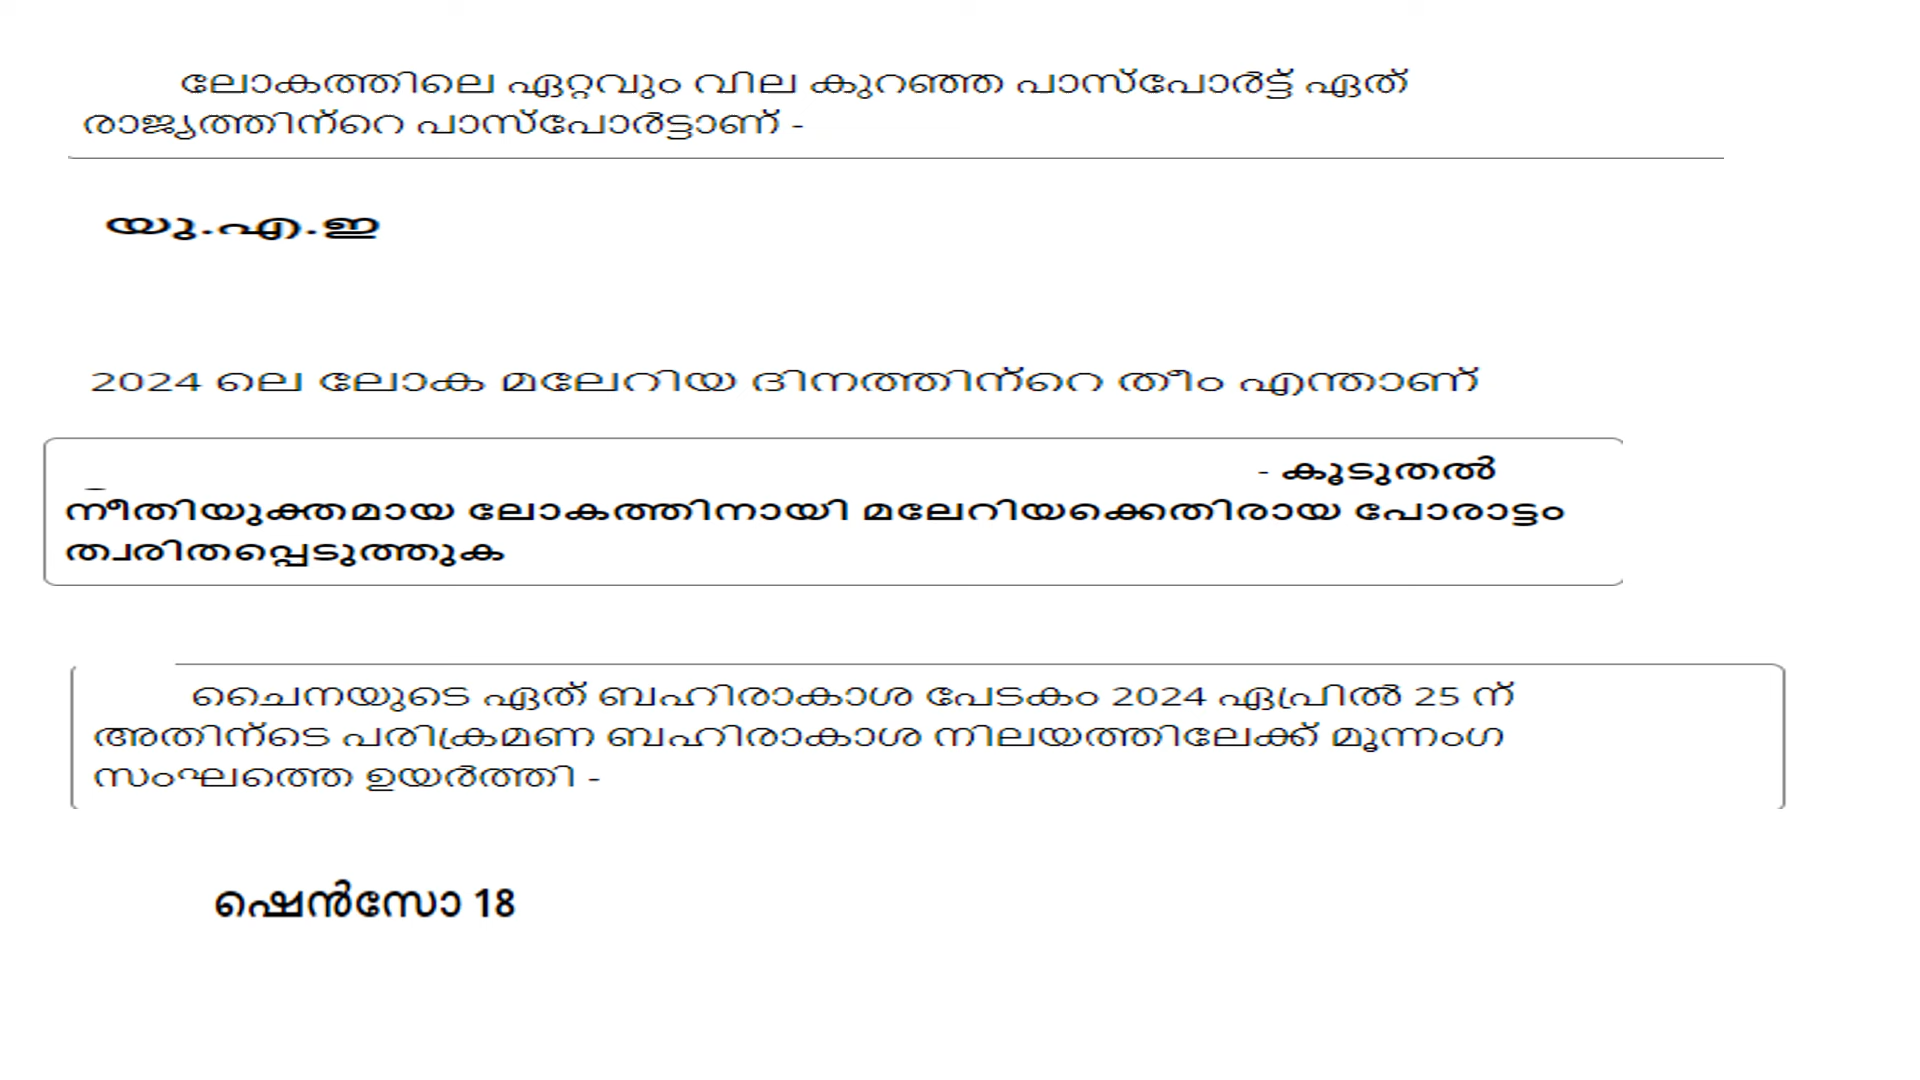 ലോകത്തിലെ ഏറ്റവും വില കുറഞ്ഞ പാസ്പോർട്ട് ഏത്
രാജ്യത്തിന്റെ പാസ്പോർട്ടാണ് -
യു.എ.ഇ
2024 ലെ ലോക മലേറിയ ദിനത്തിന്റെ തീം എന്താണ്
- കൂടുതൽ
നീതിയുക്തമായ ലോകത്തിനായി മലേറിയക്കെതിരായ പോരാട്ടം
ത്വരിതപ്പെടുത്തുക
ചൈനയുടെ ഏത് ബഹിരാകാശ പേടകം 2024 ഏപ്രിൽ 25 ന്
അതിന്ടെ പരിക്രമണ ബഹിരാകാശ നിലയത്തിലേക്ക് മൂന്നംഗ
സംഘത്തെ ഉയർത്തി -
ഷെൻസോ 18